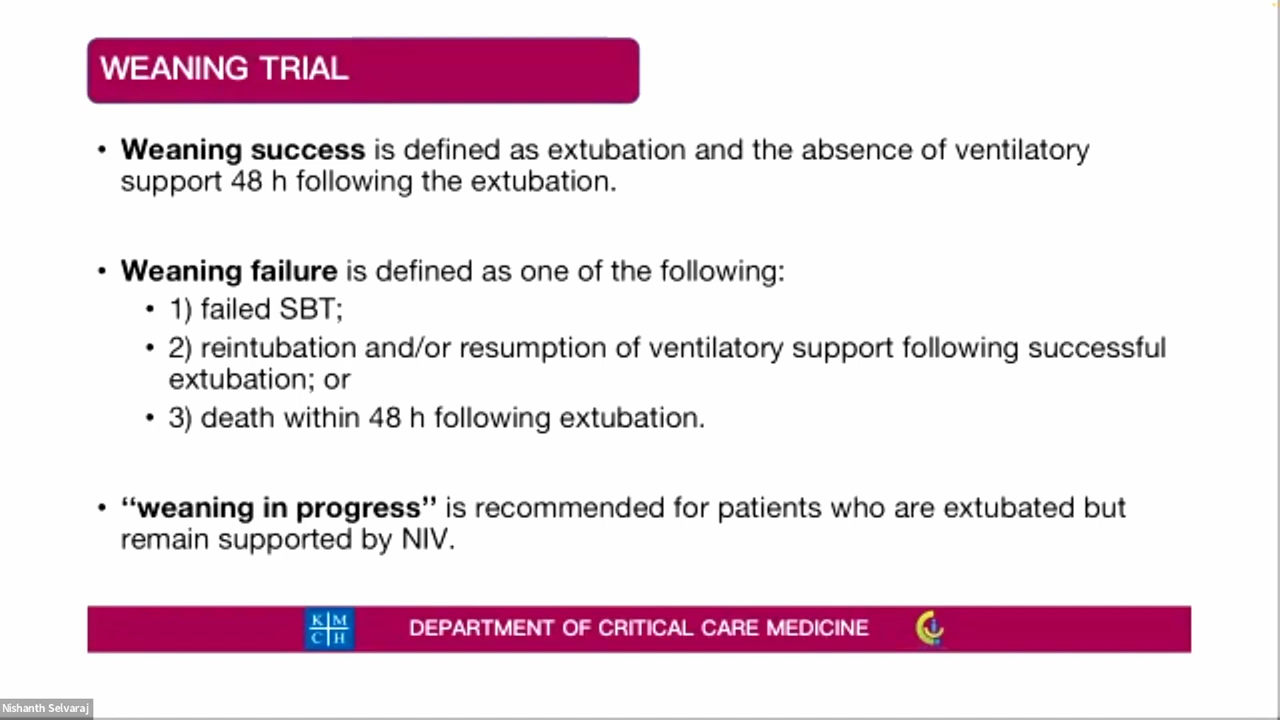 WEANING TRIAL
• Weaning success is defined as extubation and the absence of ventilatory
support 48 h following the extubation.
• Weaning failure is defined as one of the following:
• 1) failed SBT;
• 2) reintubation and/or resumption of ventilatory support following successful
extubation; or
• 3) death within 48 h following extubation.
• “weaning in progress” is recommended for patients who are extubated but
remain supported by NIV.
K M
C H
DEPARTMENT OF CRITICAL CARE MEDICINE
Nishanth Selvaraj